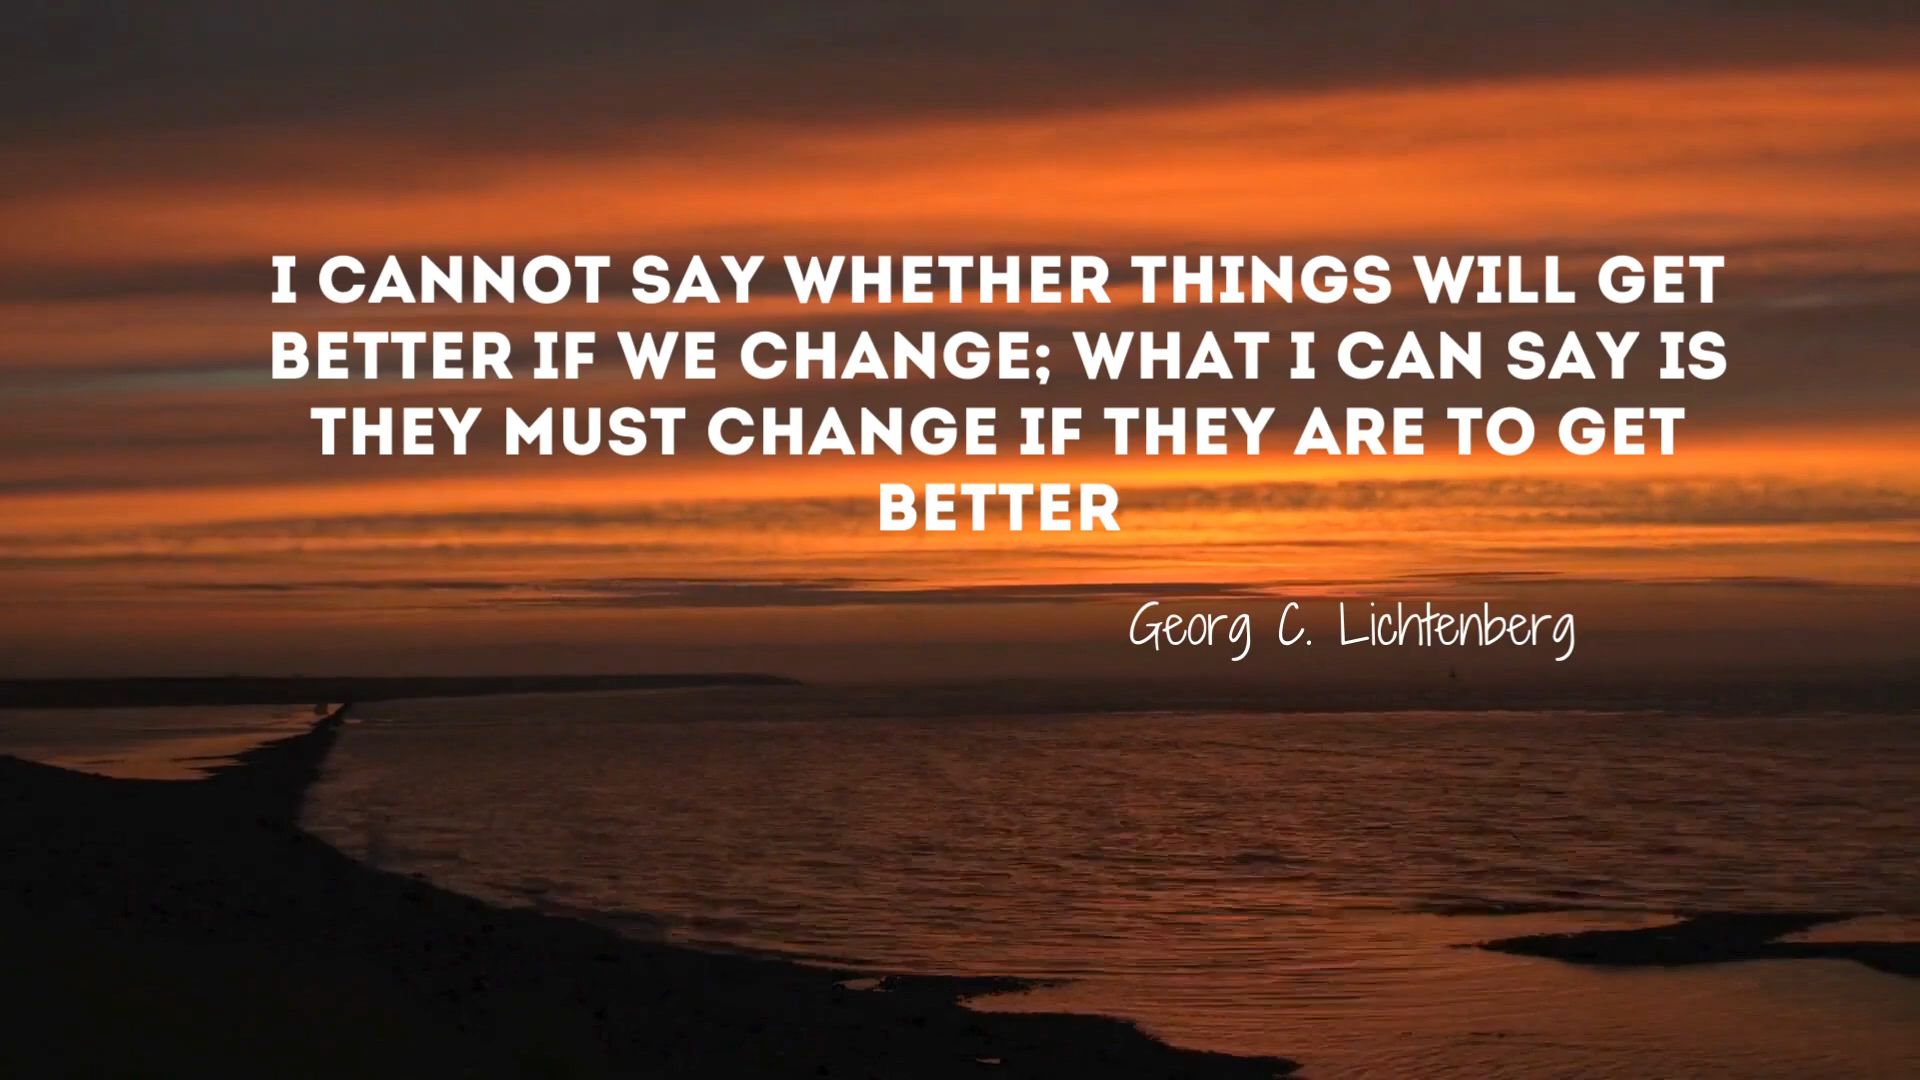 I CANNOT SAY WHETHER THINGS WILL GET
BETTER IF WE CHANGE; WHAT I CAN SAY IS
THEY MUST CHANGE IF THEY ARE TO GET
BETTER
Georg C. Lichtenberg